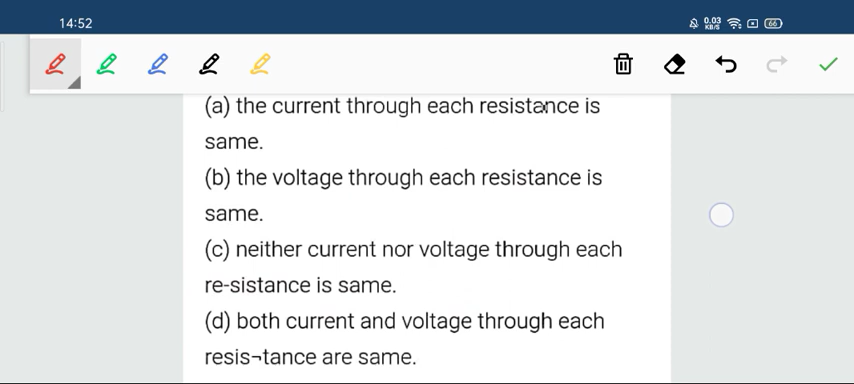 14:52
0.03
KB/S
66
(a) the current through each resistance is
same.
(b) the voltage through each resistance is
same.
(c) neither current nor voltage through each
re-sistance is same.
(d) both current and voltage through each
resis¬tance are same.